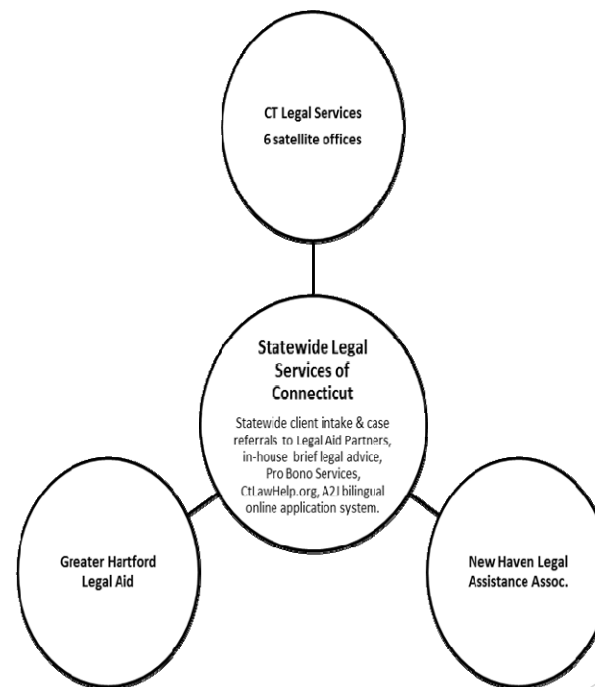 CT Legal Services
6 satellite offices
Statewide Legal
Services of
Connecticut
Statewide client intake & case
referrals to Legal Aid Partners,
in-house brief legal advice,
Pro Bono Services,
CtLawHelp.org, A2J bilingual
online application system.
Greater Hartford
Legal Aid
New Haven Legal
Assistance Assoc.